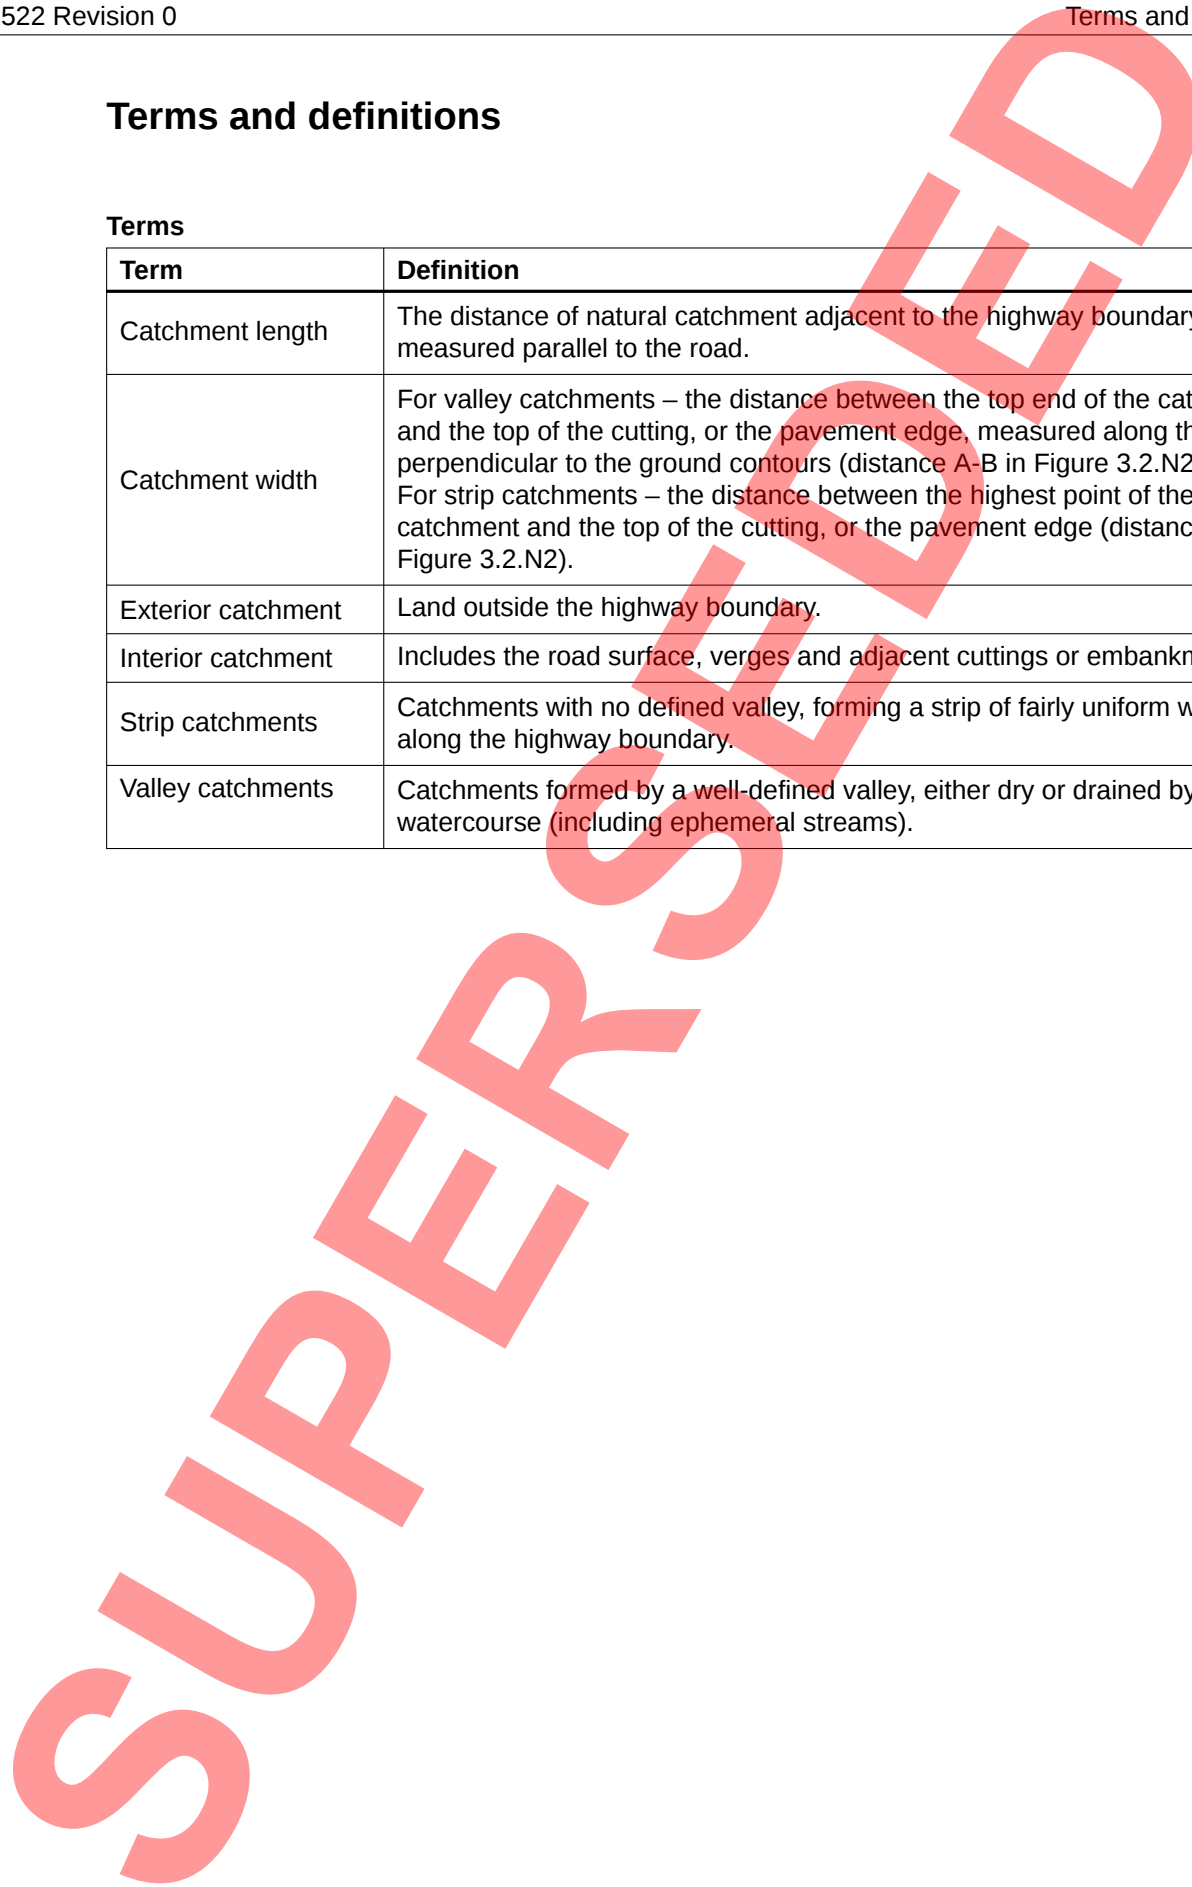 522 Revision 0 Terms and
Terms and definitions
Terms
Term Definition
Catchment length The distance of natural catchment adjacent to the highway boundary
measured parallel to the road.
Catchment width For valley catchments – the distance between the top end of the cat
and the top of the cutting, or the pavement edge, measured along th
perpendicular to the ground contours (distance A-B in Figure 3.2.N2
For strip catchments – the distance between the highest point of the
catchment and the top of the cutting, or the pavement edge (distanc
Figure 3.2.N2).
Exterior catchment Land outside the highway boundary.
Interior catchment Includes the road surface, verges and adjacent cuttings or embankm
Strip catchments Catchments with no defined valley, forming a strip of fairly uniform w
along the highway boundary.
Valley catchments Catchments formed by a well-defined valley, either dry or drained by
watercourse (including ephemeral streams).
SUPERSEDED